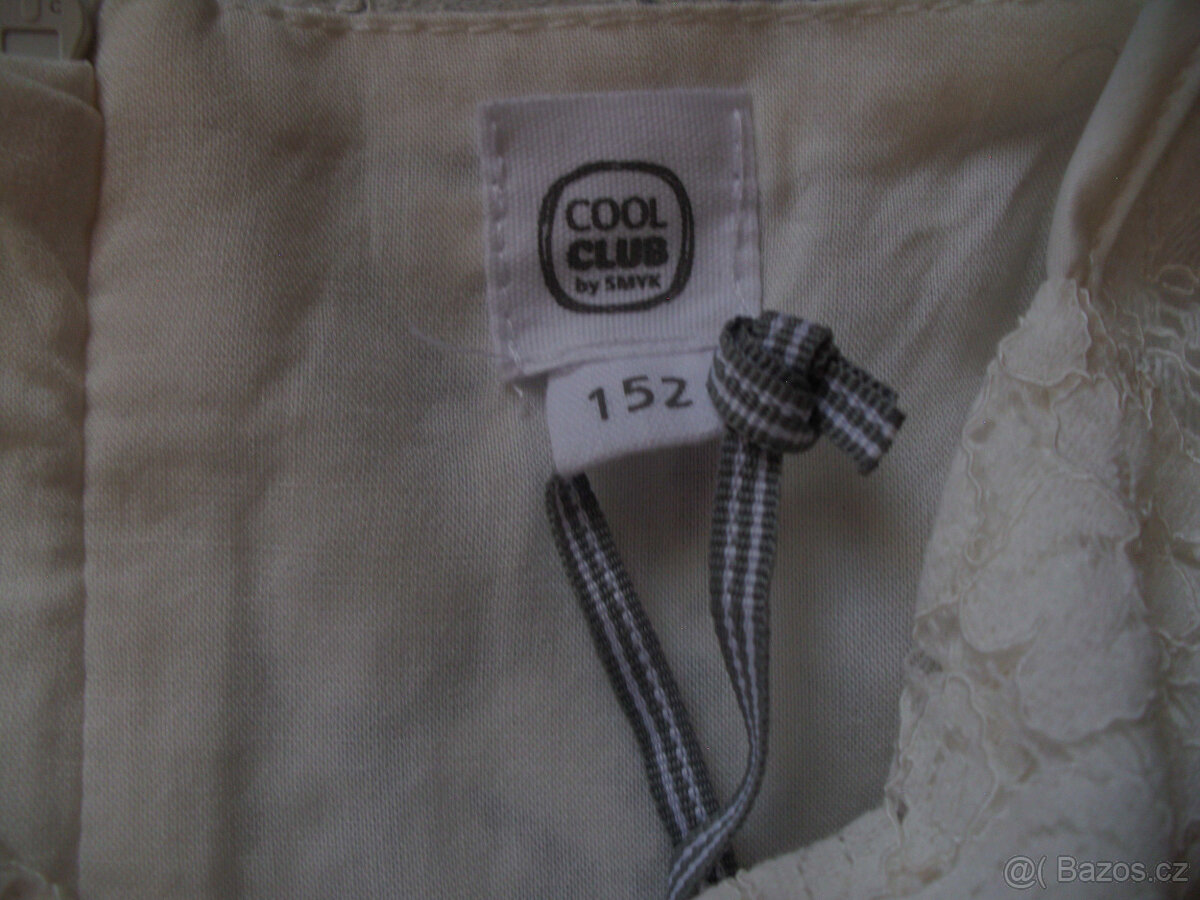 COOL
CLUB
by SMYK
152
@( Bazos.cz